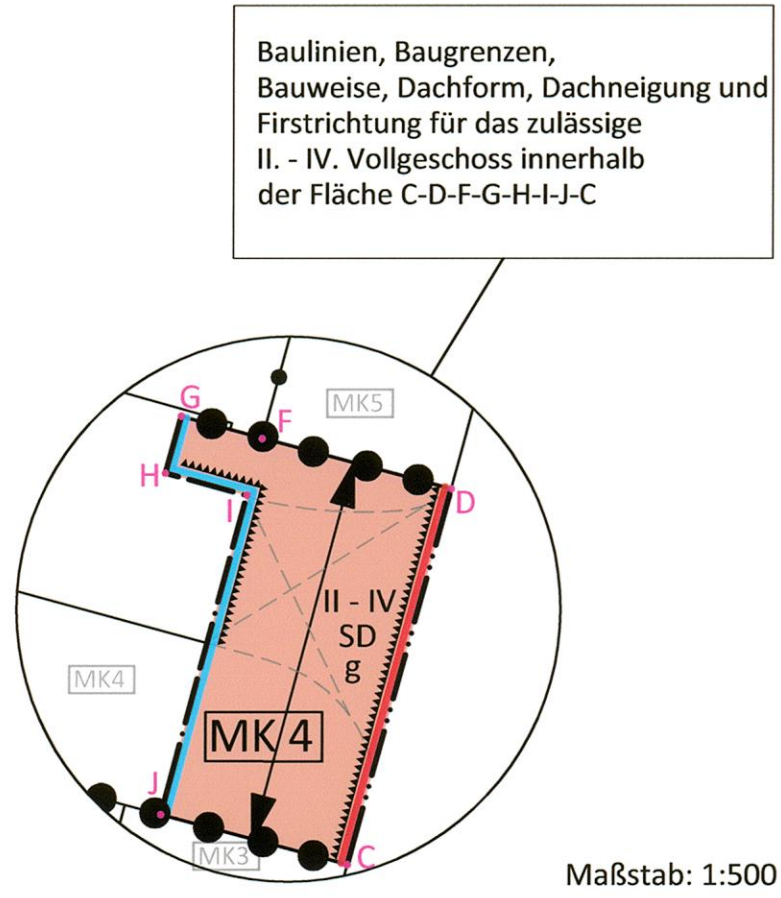 Baulinien, Baugrenzen,
Bauweise, Dachform, Dachneigung und
Firstrichtung für das zulässige
II. - IV. Vollgeschoss innerhalb
der Fläche C-D-F-G-H-I-J-C
G
F
MK5
H
I
D
II - IV
SD
g
MK4
MK 4
J
MK3
C
Maßstab: 1:500